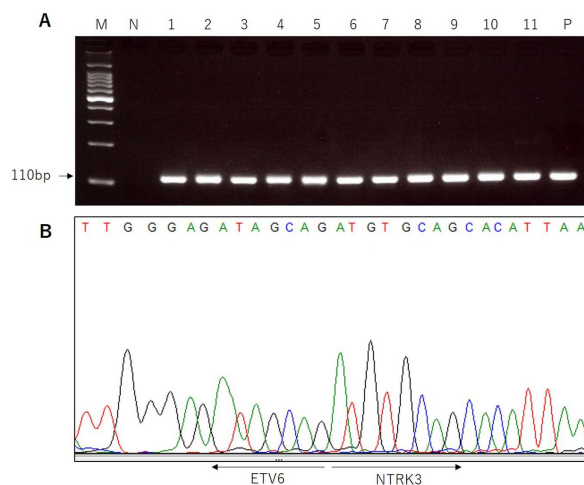 A
M N 1 2 3 4 5 6 7 8 9 10 11 P
110bp
B
T T G G G A G A T A G C A G A T G T G C A G C A C A T T A A
ETV6 NTRK3